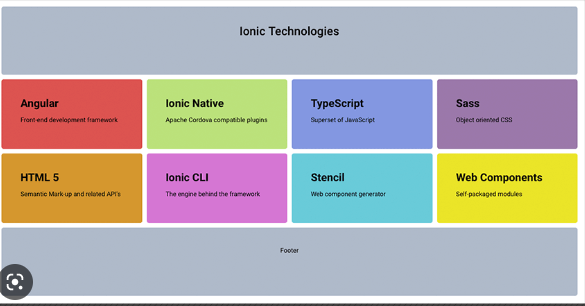 Ionic Technologies
Angular
Front-end development framework
Ionic Native
Apache Cordova compatible plugins
TypeScript
Superset of JavaScript
Sass
Object oriented CSS
HTML 5
Semantic Mark-up and related API's
Ionic CLI
The engine behind the framework
Stencil
Web component generator
Web Components
Self-packaged modules
Footer